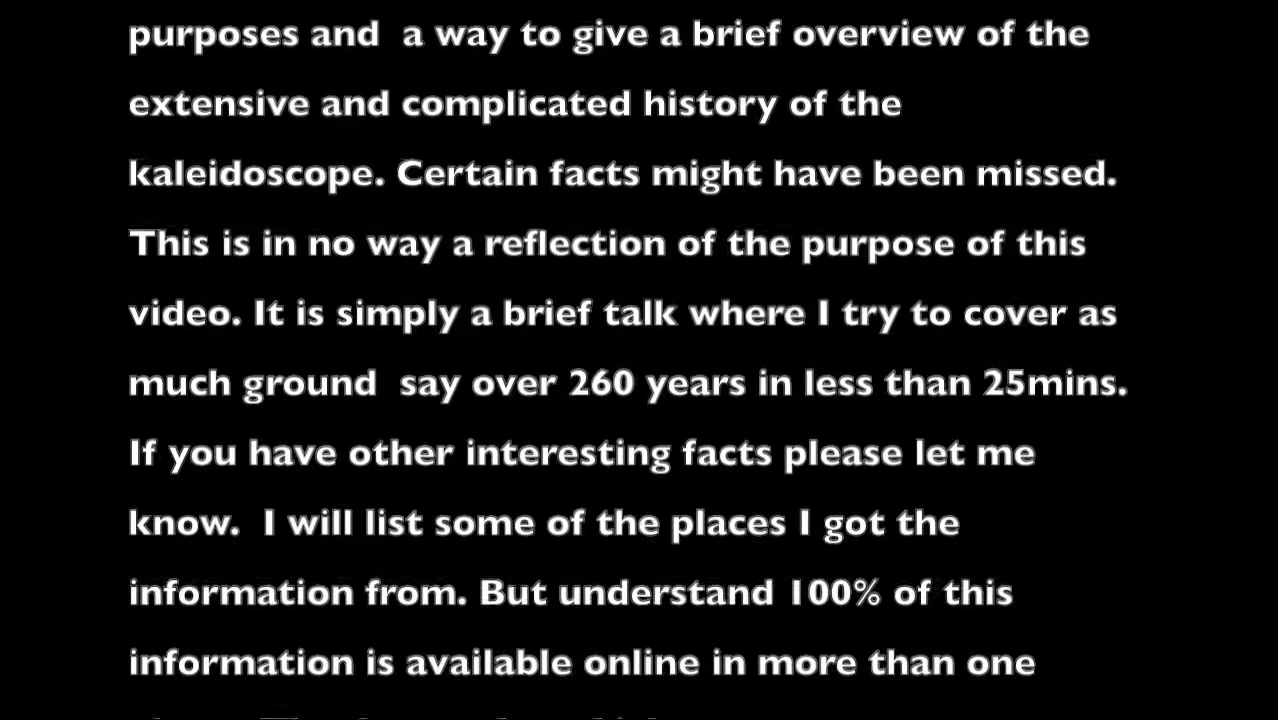 purposes and  a way to give a brief overview of the
extensive and complicated history of the
kaleidoscope. Certain facts might have been missed.
This is in no way a reflection of the purpose of this
video. It is simply a brief talk where I try to cover as
much ground  say over 260 years in less than 25mins.
If you have other interesting facts please let me
know.  I will list some of the places I got the
information from. But understand 100% of this
information is available online in more than one